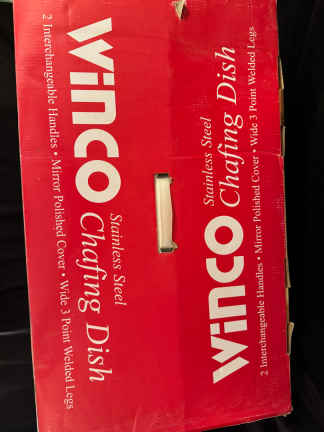 Winco
Stainless Steel
Chafing Dish
2 Interchangeable Handles • Mirror Polished Cover • Wide 3 Point Welded Legs
Winco
Stainless Steel
Chafing Dish
2 Interchangeable Handles • Mirror Polished Cover • Wide 3 Point Welded Legs